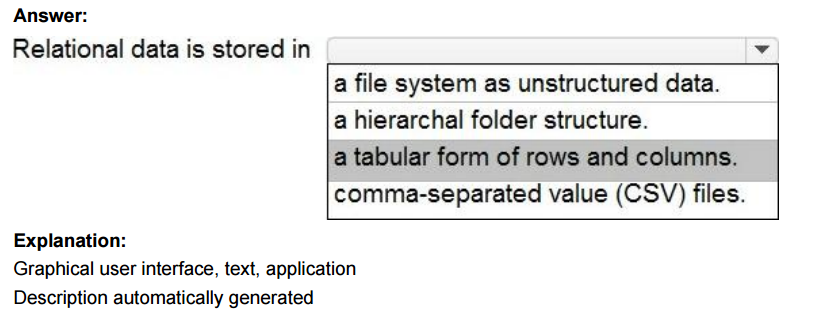 Answer:
Relational data is stored in
a file system as unstructured data.
a hierarchal folder structure.
a tabular form of rows and columns.
comma-separated value (CSV) files.
Explanation:
Graphical user interface, text, application
Description automatically generated